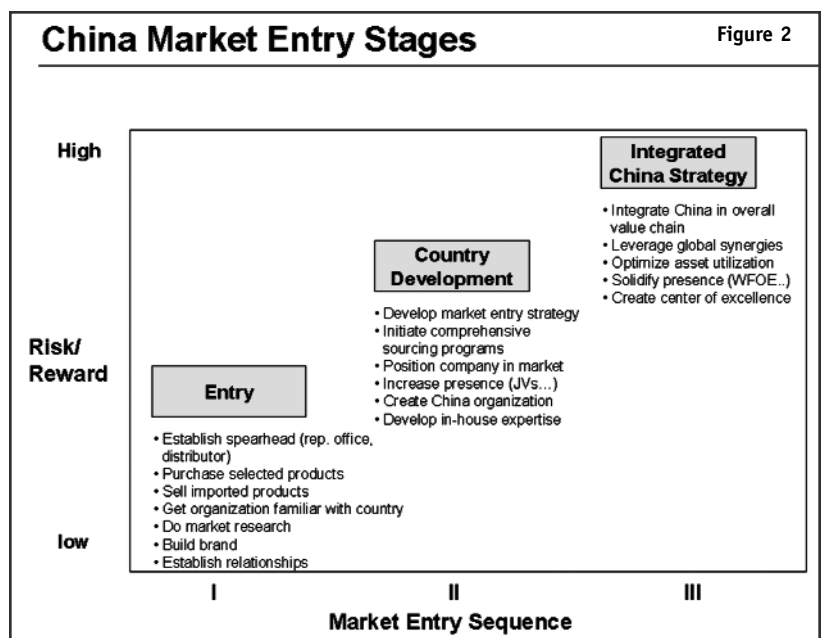 China Market Entry Stages
Figure 2
High
Risk/
Reward
low
Entry
• Establish spearhead (rep. office,
distributor)
• Purchase selected products
• Sell imported products
• Get organization familiar with country
• Do market research
• Build brand
• Establish relationships
Country
Development
• Develop market entry strategy
• Initiate comprehensive
sourcing programs
• Position company in market
• Increase presence (JVs...)
• Create China organization
• Develop in-house expertise
Integrated
China Strategy
• Integrate China in overall
value chain
• Leverage global synergies
• Optimize asset utilization
• Solidify presence (WFOE..)
• Create center of excellence
I
II
III
Market Entry Sequence